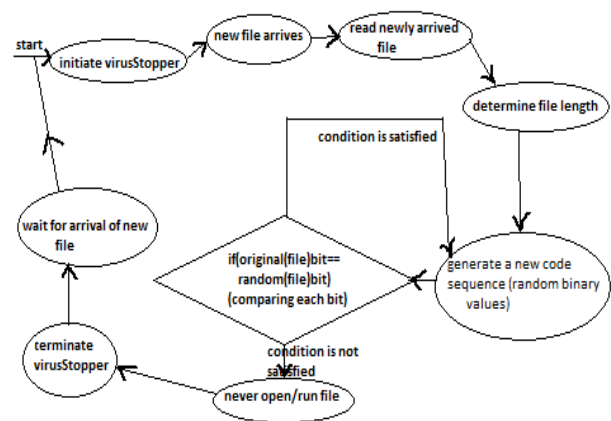 start
initiate virusStopper
new file arrives
read newly arrived
file
determine file length
generate a new code
sequence (random binary
values)
condition is satisfied
if(original(file)bit==
random(file)bit)
(comparing each bit)
condition is not
satisfied
never open/run file
terminate
virusStopper
wait for arrival of new
file